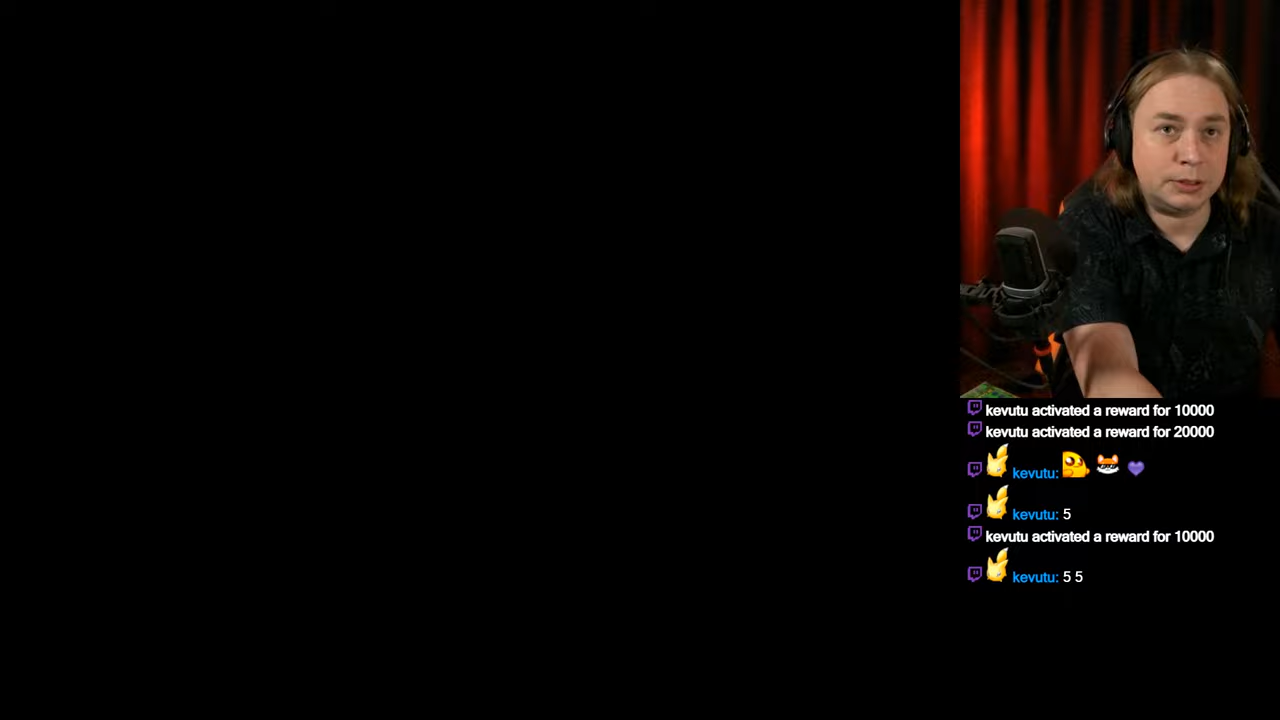 kevutu activated a reward for 10000
kevutu activated a reward for 20000
kevutu:
kevutu: 5
kevutu activated a reward for 10000
kevutu: 5 5